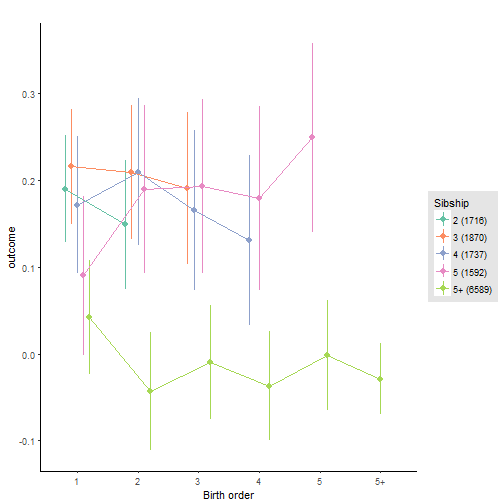 0.3
0.2
0.1
0.0
-0.1
outcome
1 2 3 4 5 5+
Birth order
Sibship
2 (1716)
3 (1870)
4 (1737)
5 (1592)
5+ (6589)